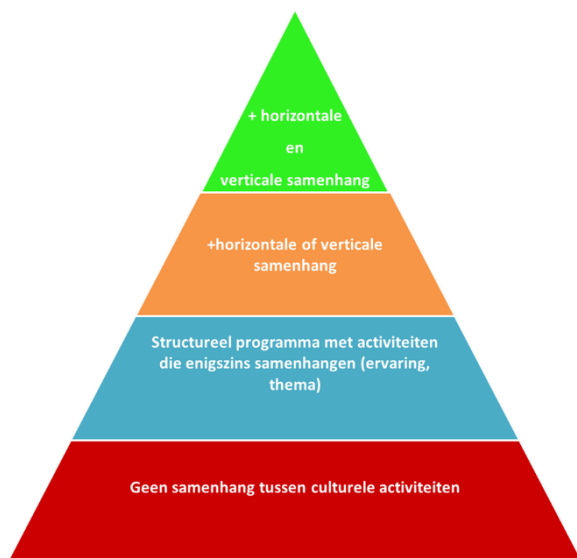 + horizontale
en
verticale samenhang
+horizontale of verticale
samenhang
Structureel programma met activiteiten
die enigszins samenhangen (ervaring,
thema)
Geen samenhang tussen culturele activiteiten